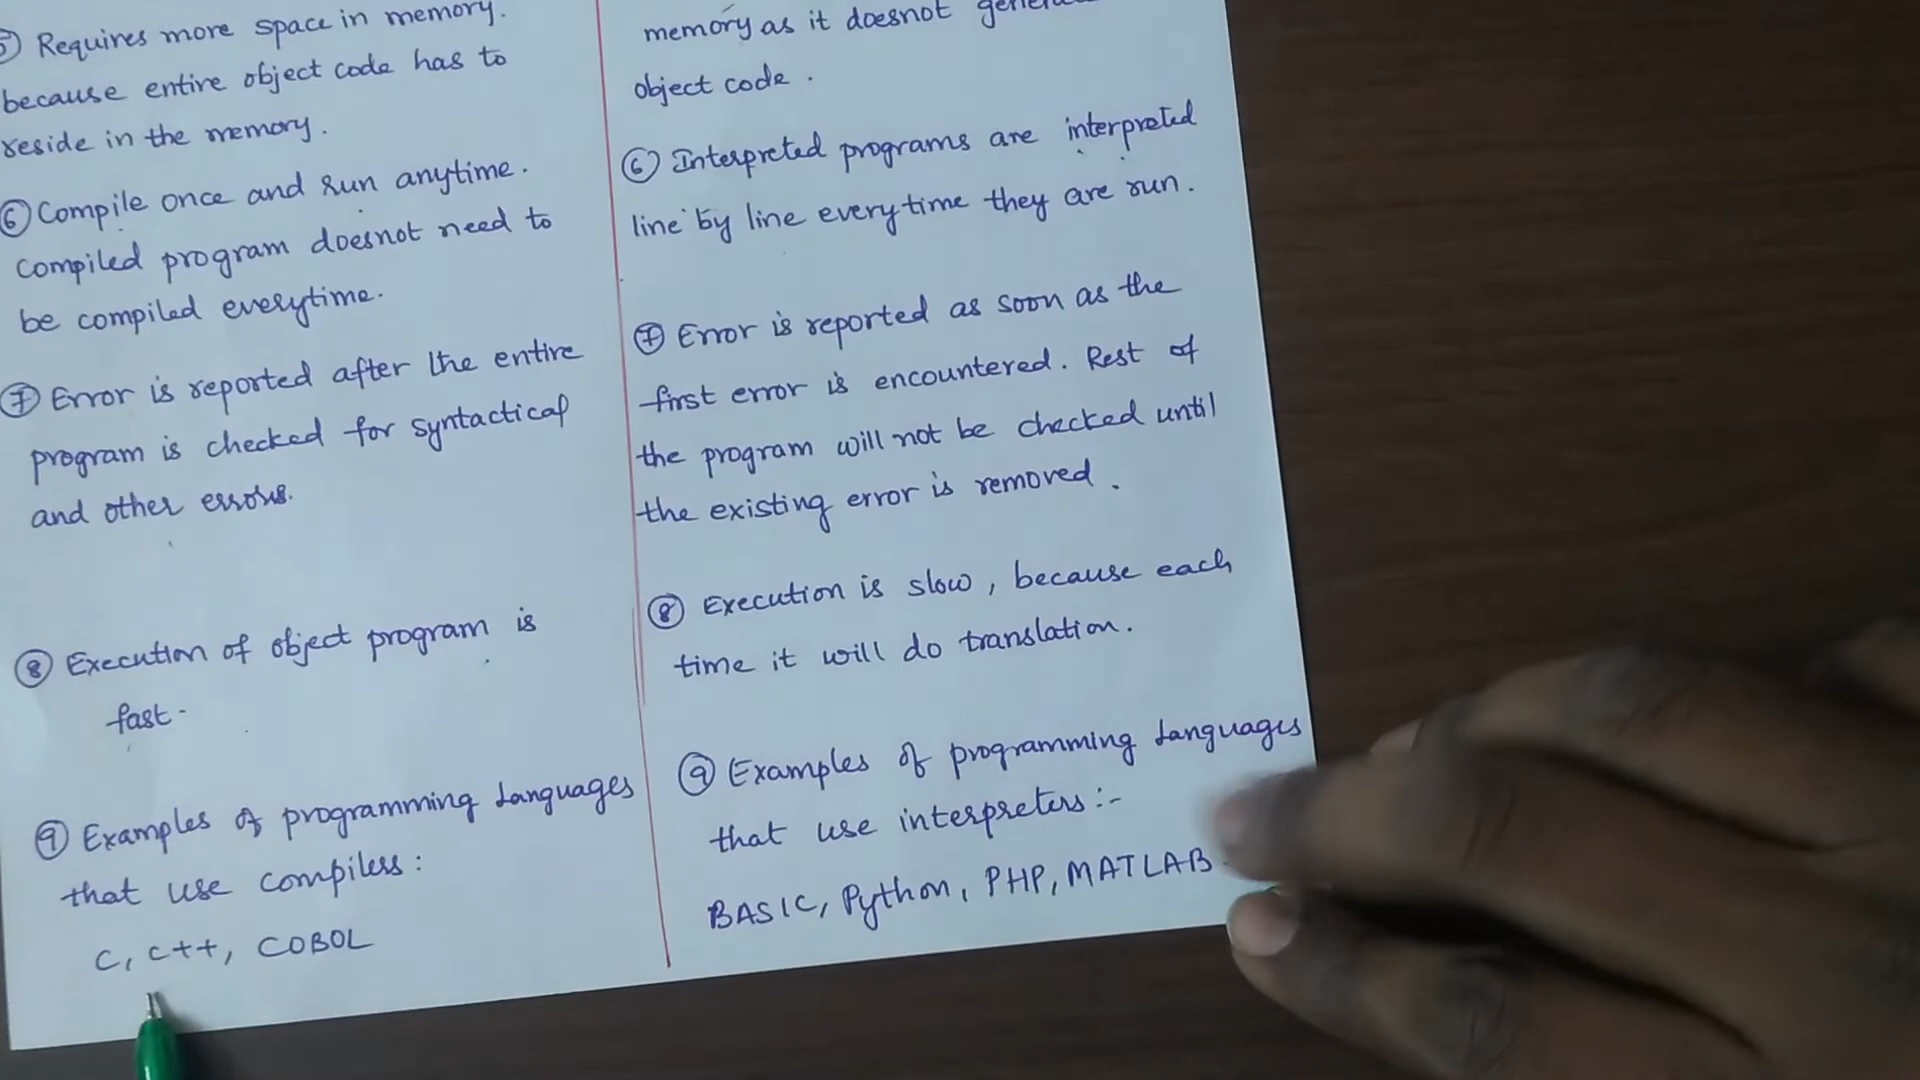 ⑤ Requires more space in memory.
because entire object code has to
reside in the memory.
⑥ Compile once and run anytime.
Compiled program doesnot need to
be compiled everytime.
⑦ Error is reported after the entire
program is checked for syntactical
and other errors.
⑧ Execution of object program is
fast.
⑨ Examples of programming Languages
that use compilers:
C, C++, COBOL
memory as it doesnot
object code.
⑥ Interpreted programs are interpreted
line by line everytime they are run.
⑦ Error is reported as soon as the
first error is encountered. Rest of
the program will not be checked until
the existing error is removed.
⑧ Execution is slow, because each
time it will do translation.
⑨ Examples of programming Languages
that use interpreters:-
BASIC, Python, PHP, MATLAB.